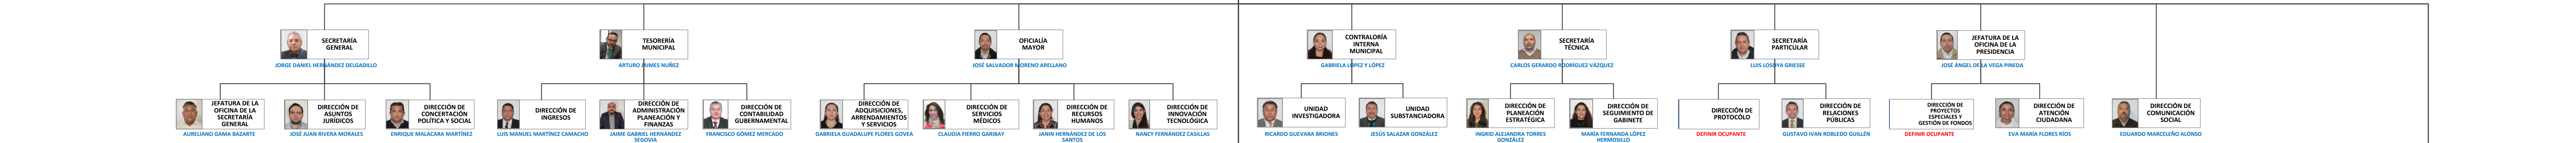 SECRETARÍA
GENERAL
JORGE DANIEL HERNÁNDEZ DELGADILLO
TESORERÍA
MUNICIPAL
ARTURO JAIMES NUÑEZ
OFICIALÍA
MAYOR
JOSÉ SALVADOR MORENO ARELLANO
CONTRALORÍA
INTERNA
MUNICIPAL
GABRIELA LOPEZ Y LÓPEZ
SECRETARÍA
TÉCNICA
CARLOS GERARDO RODRÍGUEZ VÁZQUEZ
SECRETARÍA
PARTICULAR
LUIS LOSOYA GRIESSE
JEFATURA DE LA
OFICINA DE LA
PRESIDENCIA
JOSÉ ÁNGEL DE LA VEGA PINEDA
JEFATURA DE LA
OFICINA DE LA
SECRETARÍA
GENERAL
AURELIANO GAMA BAZARTE
DIRECCIÓN DE
ASUNTOS
JURÍDICOS
JOSÉ JUAN RIVERA MORALES
DIRECCIÓN DE
CONCERTACIÓN
POLÍTICA Y SOCIAL
ENRIQUE MALACARA MARTÍNEZ
DIRECCIÓN DE
INGRESOS
LUIS MANUEL MARTÍNEZ CAMACHO
DIRECCIÓN DE
ADMINISTRACIÓN
PLANEACIÓN Y
FINANZAS
JAIME GABRIEL HERNÁNDEZ
SEGOVIA
DIRECCIÓN DE
CONTABILIDAD
GUBERNAMENTAL
FRANCISCO GÓMEZ MERCADO
DIRECCIÓN DE
ADQUISICIONES,
ARRENDAMIENTOS
Y SERVICIOS
GABRIELA GUADALUPE FLORES GOVEA
DIRECCIÓN DE
SERVICIOS
MÉDICOS
CLAUDIA FIERRO GARIBAY
DIRECCIÓN DE
RECURSOS
HUMANOS
JANIN HERNÁNDEZ DE LOS
SANTOS
DIRECCIÓN DE
INNOVACIÓN
TECNOLÓGICA
NANCY FERNÁNDEZ CASILLAS
UNIDAD
INVESTIGADORA
RICARDO GUEVARA BRIONES
UNIDAD
SUBSTANCIADORA
JESÚS SALAZAR GONZÁLEZ
DIRECCIÓN DE
PLANEACIÓN
ESTRATÉGICA
INGRID ALEJANDRA TORRES
GONZÁLEZ
DIRECCIÓN DE
SEGUIMIENTO DE
GABINETE
MARÍA FERNANDA LÓPEZ
HERMOSILLO
DIRECCIÓN DE
PROTOCÓLO
DEFINIR OCUPANTE
DIRECCIÓN DE
RELACIONES
PÚBLICAS
GUSTAVO IVAN ROBLEDO GUILLÉN
DIRECCIÓN DE
PROYECTOS
ESPECIALES Y
GESTIÓN DE FONDOS
DEFINIR OCUPANTE
DIRECCIÓN DE
ATENCIÓN
CIUDADANA
EVA MARÍA FLORES RÍOS
DIRECCIÓN DE
COMUNICACIÓN
SOCIAL
EDUARDO MARCELEÑO ALONSO